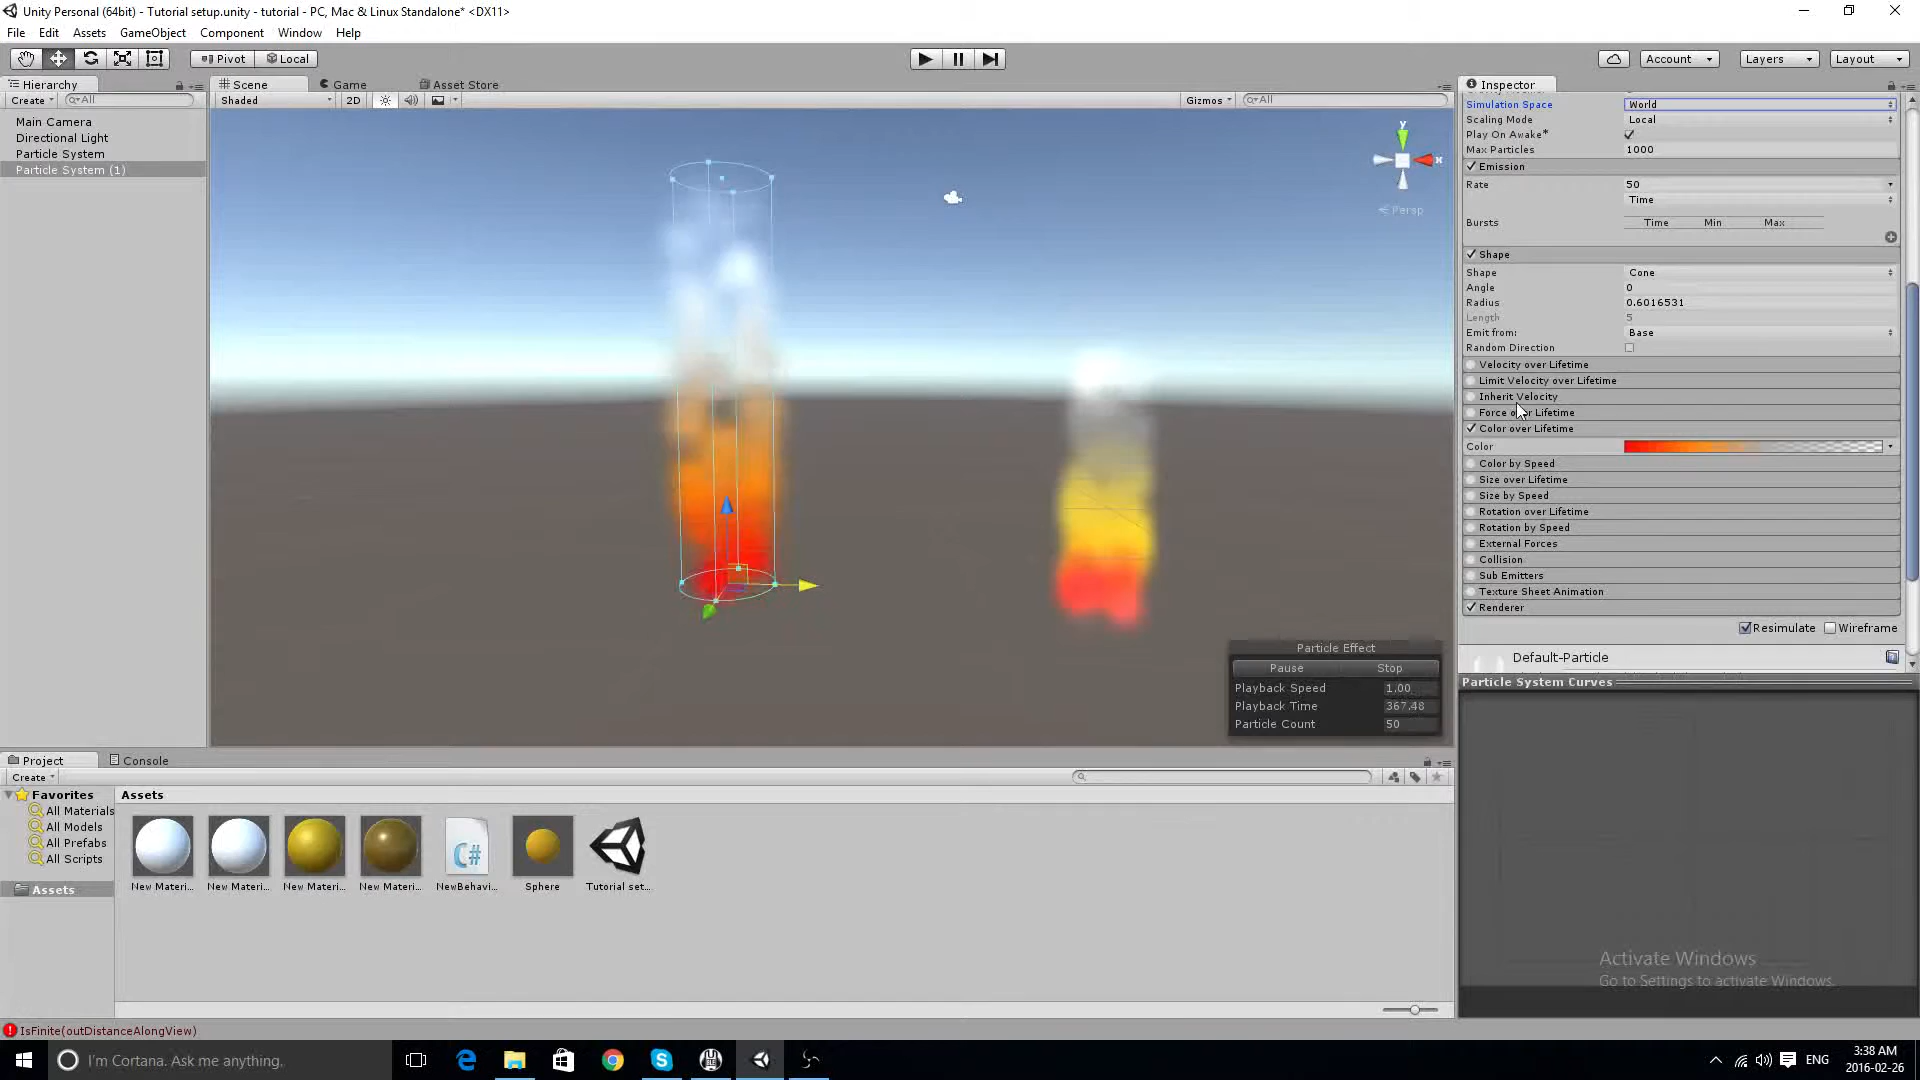 Unity Personal (64bit) - Tutorial setup.unity - tutorial - PC, Mac & Linux Standalone* <DX11>
File Edit Assets GameObject Component Window Help
Pivot Local Account Layers Layout
Hierarchy
Create All
Main Camera
Directional Light
Particle System
Particle System (1)
Scene Game Asset Store
Shaded 2D Gizmos All
y
x
Persp
Particle Effect
Pause Stop
Playback Speed 1.00
Playback Time 367.48
Particle Count 50
Inspector
Simulation Space World
Scaling Mode Local
Play On Awake*
Max Particles 1000
Emission
Rate 50
Time
Bursts Time Min Max
Shape
Shape Cone
Angle 0
Radius 0.6016531
Length 5
Emit from: Base
Random Direction
Velocity over Lifetime
Limit Velocity over Lifetime
Inherit Velocity
Force over Lifetime
Color over Lifetime
Color
Color by Speed
Size over Lifetime
Size by Speed
Rotation over Lifetime
Rotation by Speed
External Forces
Collision
Sub Emitters
Texture Sheet Animation
Renderer
Resimulate Wireframe
Default-Particle
Particle System Curves
Project Console
Create
Favorites
All Materials
All Models
All Prefabs
All Scripts
Assets
Assets
New Materi... New Materi... New Materi... New Materi... NewBehavi... Sphere Tutorial set...
C#
Activate Windows
Go to Settings to activate Windows.
IsFinite(outDistanceAlongView)
I'm Cortana. Ask me anything.
ENG
3:38 AM
2016-02-26